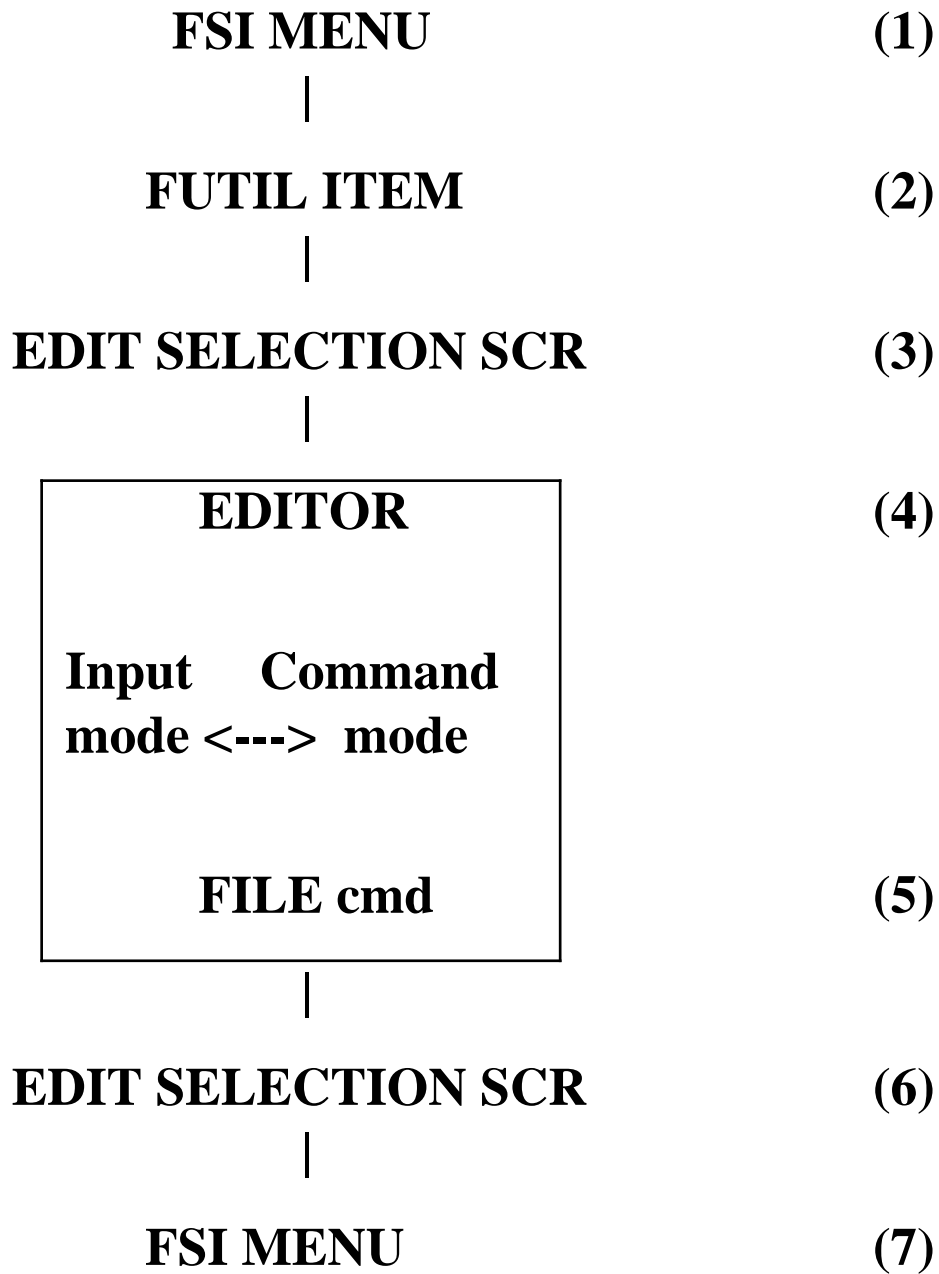 FSI MENU (1)
FUTIL ITEM (2)
EDIT SELECTION SCR (3)
EDITOR (4)
Input Command
mode <---> mode
FILE cmd (5)
EDIT SELECTION SCR (6)
FSI MENU (7)